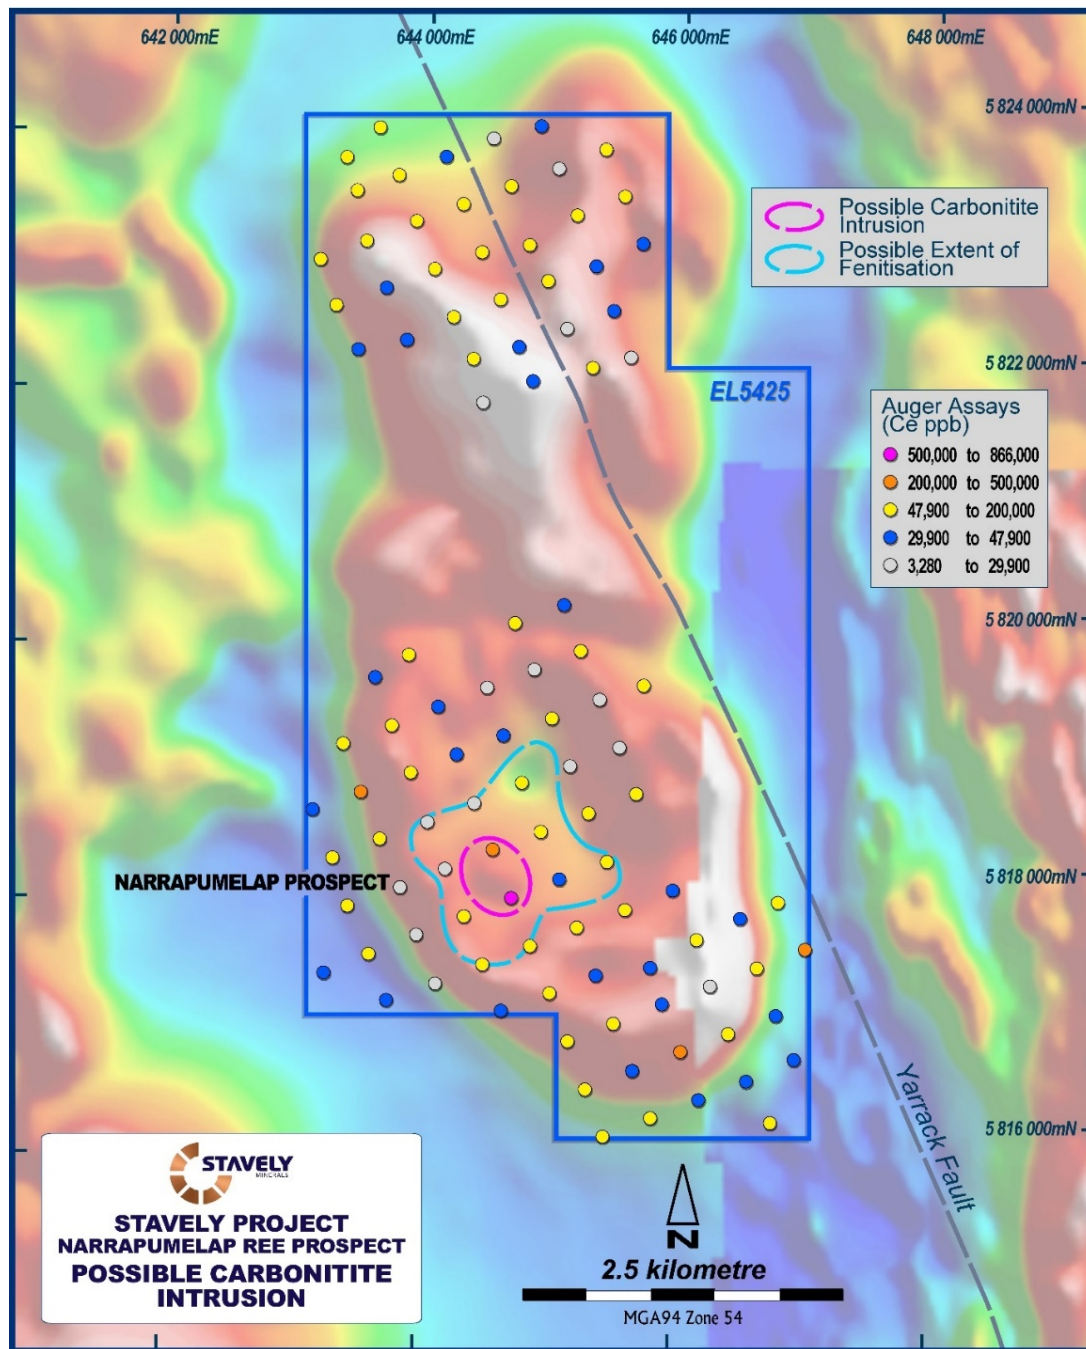 642 000mE
644 000mE
646 000mE
648 000mE
5 824 000mN
Possible Carbonitite
Intrusion
Possible Extent of
Fenitisation
5 822 000mN
EL5425
Auger Assays
(Ce ppb)
500,000 to 866,000
200,000 to 500,000
47,900 to 200,000
29,900 to 47,900
3,280 to 29,900
5 820 000mN
NARRAPUMELAP PROSPECT
5 818 000mN
Yarrack Fault
5 816 000mN
STAVELY
MINERALS
STAVELY PROJECT
NARRAPUMELAP REE PROSPECT
POSSIBLE CARBONITITE
INTRUSION
N
2.5 kilometre
MGA94 Zone 54